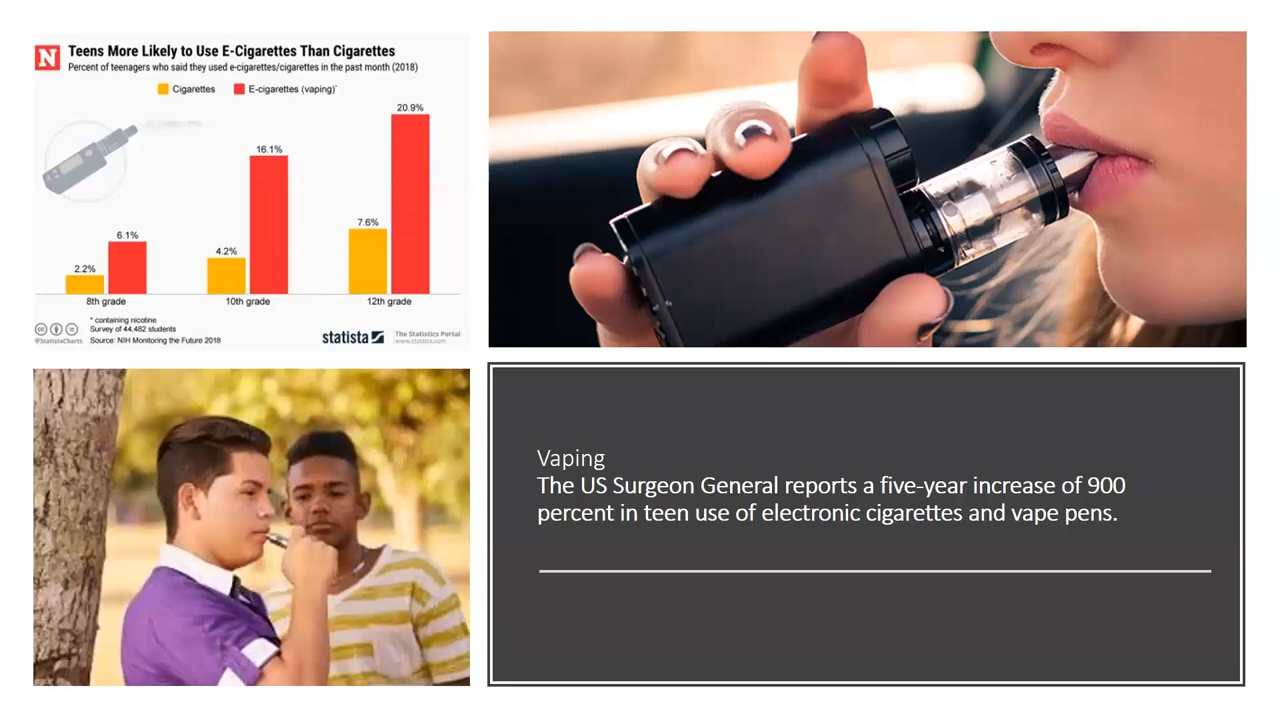 N
Teens More Likely to Use E-Cigarettes Than Cigarettes
Percent of teenagers who said they used e-cigarettes/cigarettes in the past month (2018)
Cigarettes E-cigarettes (vaping)*
2.2% 6.1% 4.2% 16.1% 7.6% 20.9%
8th grade 10th grade 12th grade
* containing nicotine
Survey of 44,482 students
@StatistaCharts Source: NIH Monitoring the Future 2018
statista The Statistics Portal
www.statista.com
Vaping
The US Surgeon General reports a five-year increase of 900
percent in teen use of electronic cigarettes and vape pens.